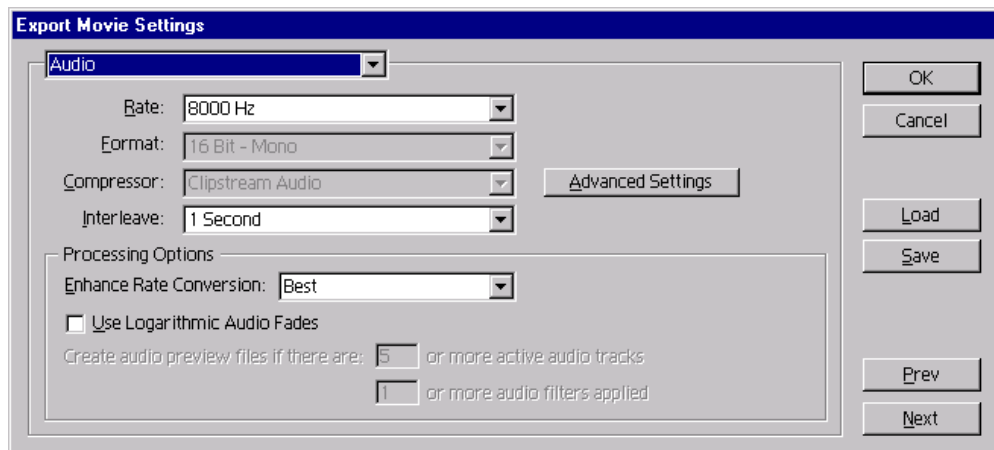 Export Movie Settings
Audio
OK
Rate: 8000 Hz
Cancel
Format: 16 Bit - Mono
Compressor: Clipstream Audio Advanced Settings
Interleave: 1 Second
Load
Processing Options
Save
Enhance Rate Conversion: Best
Use Logarithmic Audio Fades
Create audio preview files if there are: 5 or more active audio tracks
1 or more audio filters applied
Prev
Next